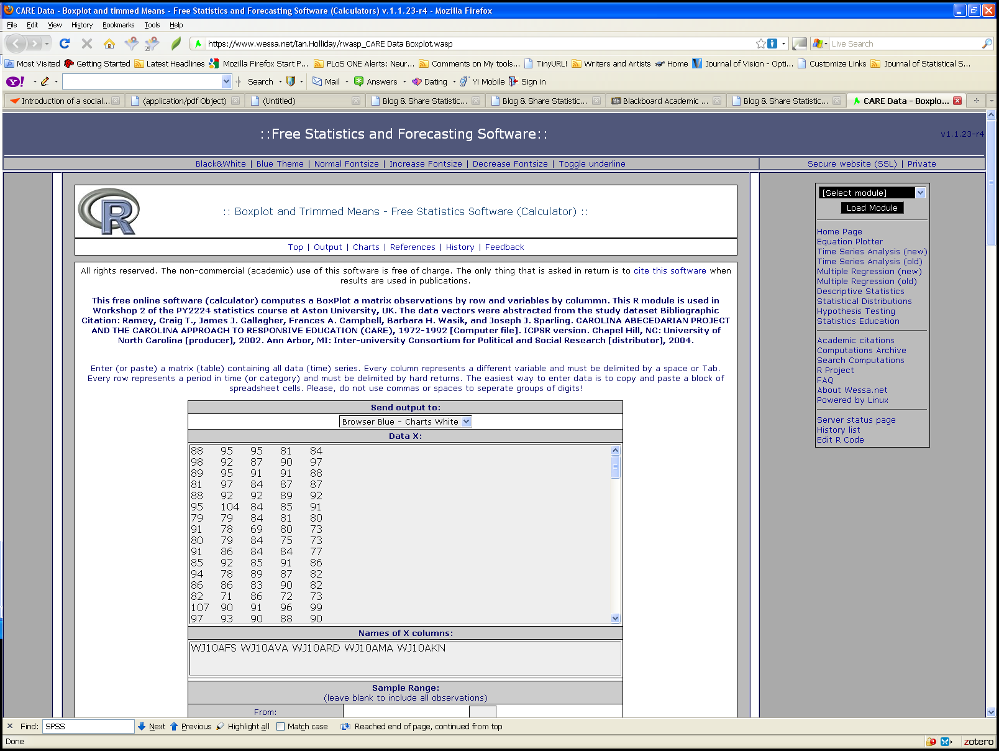 CARE Data - Boxplot and timmed Means - Free Statistics and Forecasting Software (Calculators) v.1.1.23-r4 - Mozilla Firefox
File Edit View History Bookmarks Tools Help
https://www.wessa.net/Ian.Holliday/rwasp_CARE Data Boxplot.wasp
Live Search
Most Visited Getting Started Latest Headlines Mozilla Firefox Start P... PLoS ONE Alerts: Neur... Comments on My tools... TinyURL! Writers and Artists Home Journal of Vision - Opti... Customize Links Journal of Statistical S...
Y! Search Mail Answers Dating Y! Mobile Sign in
Introduction of a social... (application/pdf Object) (Untitled) Blog & Share Statistic... Blog & Share Statistic... Blackboard Academic ... Blog & Share Statistic... CARE Data - Boxplo...
::Free Statistics and Forecasting Software::
v1.1.23-r4
Black&White | Blue Theme | Normal Fontsize | Increase Fontsize | Decrease Fontsize | Toggle underline
Secure website (SSL) | Private
R
:: Boxplot and Trimmed Means - Free Statistics Software (Calculator) ::
Top | Output | Charts | References | History | Feedback
All rights reserved. The non-commercial (academic) use of this software is free of charge. The only thing that is asked in return is to cite this software when
results are used in publications.
This free online software (calculator) computes a BoxPlot a matrix observations by row and variables by columnn. This R module is used in
Workshop 2 of the PY2224 statistics course at Aston University, UK. The data vectors were abstracted from the study dataset Bibliographic
Citation: Ramey, Craig T., James J. Gallagher, Frances A. Campbell, Barbara H. Wasik, and Joseph J. Sparling. CAROLINA ABECEDARIAN PROJECT
AND THE CAROLINA APPROACH TO RESPONSIVE EDUCATION (CARE), 1972-1992 [Computer file]. ICPSR version. Chapel Hill, NC: University of
North Carolina [producer], 2002. Ann Arbor, MI: Inter-university Consortium for Political and Social Research [distributor], 2004.
Enter (or paste) a matrix (table) containing all data (time) series. Every column represents a different variable and must be delimited by a space or Tab.
Every row represents a period in time (or category) and must be delimited by hard returns. The easiest way to enter data is to copy and paste a block of
spreadsheet cells. Please, do not use commas or spaces to seperate groups of digits!
Send output to:
Browser Blue - Charts White
Data X:
88 95 95 81 84
98 92 87 90 97
89 95 91 91 88
81 97 84 87 87
88 92 92 89 92
95 104 84 85 91
79 79 84 81 80
91 78 69 80 73
80 79 84 75 73
91 86 84 84 77
85 92 85 91 86
94 78 89 87 82
86 86 83 90 82
82 71 86 72 73
107 90 91 96 99
97 93 90 88 90
Names of X columns:
WJ10AFS WJ10AVA WJ10ARD WJ10AMA WJ10AKN
Sample Range:
(leave blank to include all observations)
From:
[Select module]
Load Module
Home Page
Equation Plotter
Time Series Analysis (new)
Time Series Analysis (old)
Multiple Regression (new)
Multiple Regression (old)
Descriptive Statistics
Statistical Distributions
Hypothesis Testing
Statistics Education
Academic citations
Computations Archive
Search Computations
R Project
FAQ
About Wessa.net
Powered by Linux
Server status page
History list
Edit R Code
Find: SPSS Next Previous Highlight all Match case Reached end of page, continued from top
Done
zotero